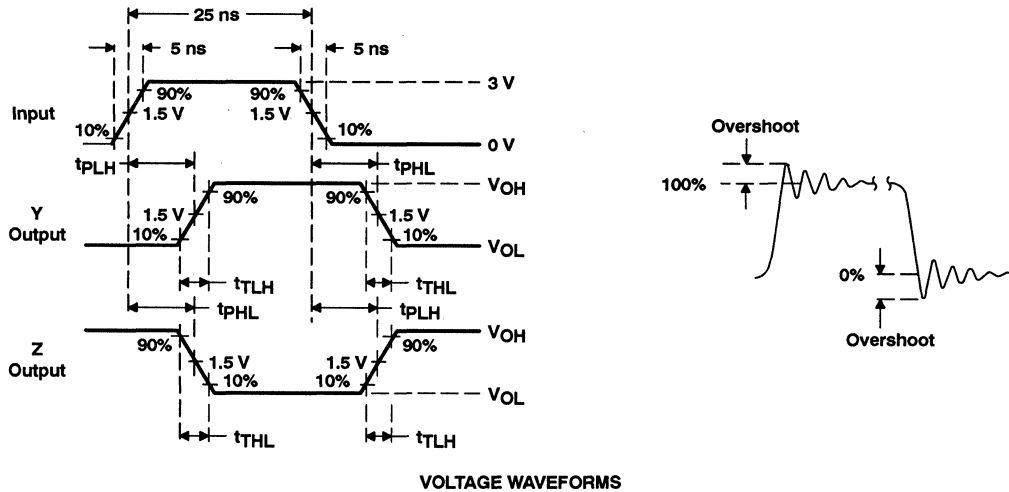 25 ns
5 ns
5 ns
3 V
90%
90%
Input
1.5 V
1.5 V
10%
10%
0 V
tPLH
tPHL
VOH
90%
90%
Y
Output
1.5 V
1.5 V
10%
10%
VOL
tTLH
tTHL
tPHL
tPLH
VOH
Z
Output
90%
90%
1.5 V
1.5 V
10%
10%
VOL
tTHL
tTLH
Overshoot
100%
0%
Overshoot
VOLTAGE WAVEFORMS